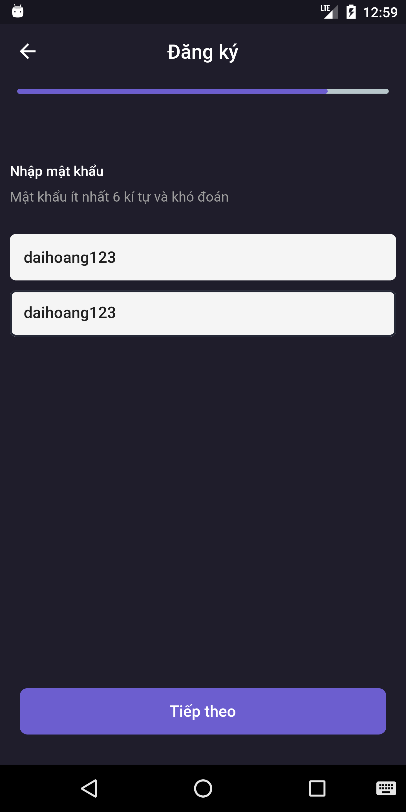 LTE 12:59
Đăng ký
Nhập mật khẩu
Mật khẩu ít nhất 6 kí tự và khó đoán
daihoang123
daihoang123
Tiếp theo